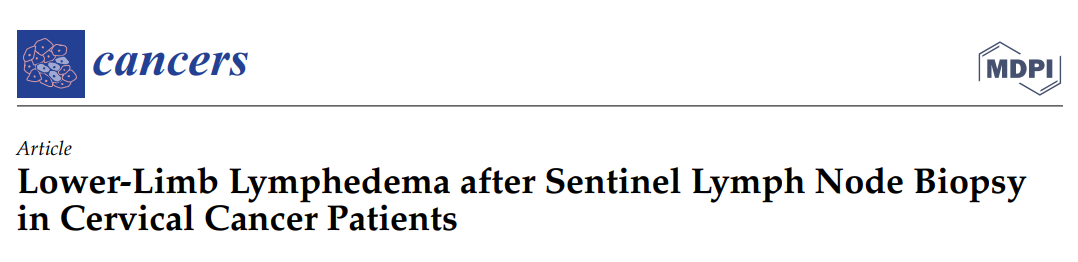 cancers
MDPI
Article
Lower-Limb Lymphedema after Sentinel Lymph Node Biopsy
in Cervical Cancer Patients